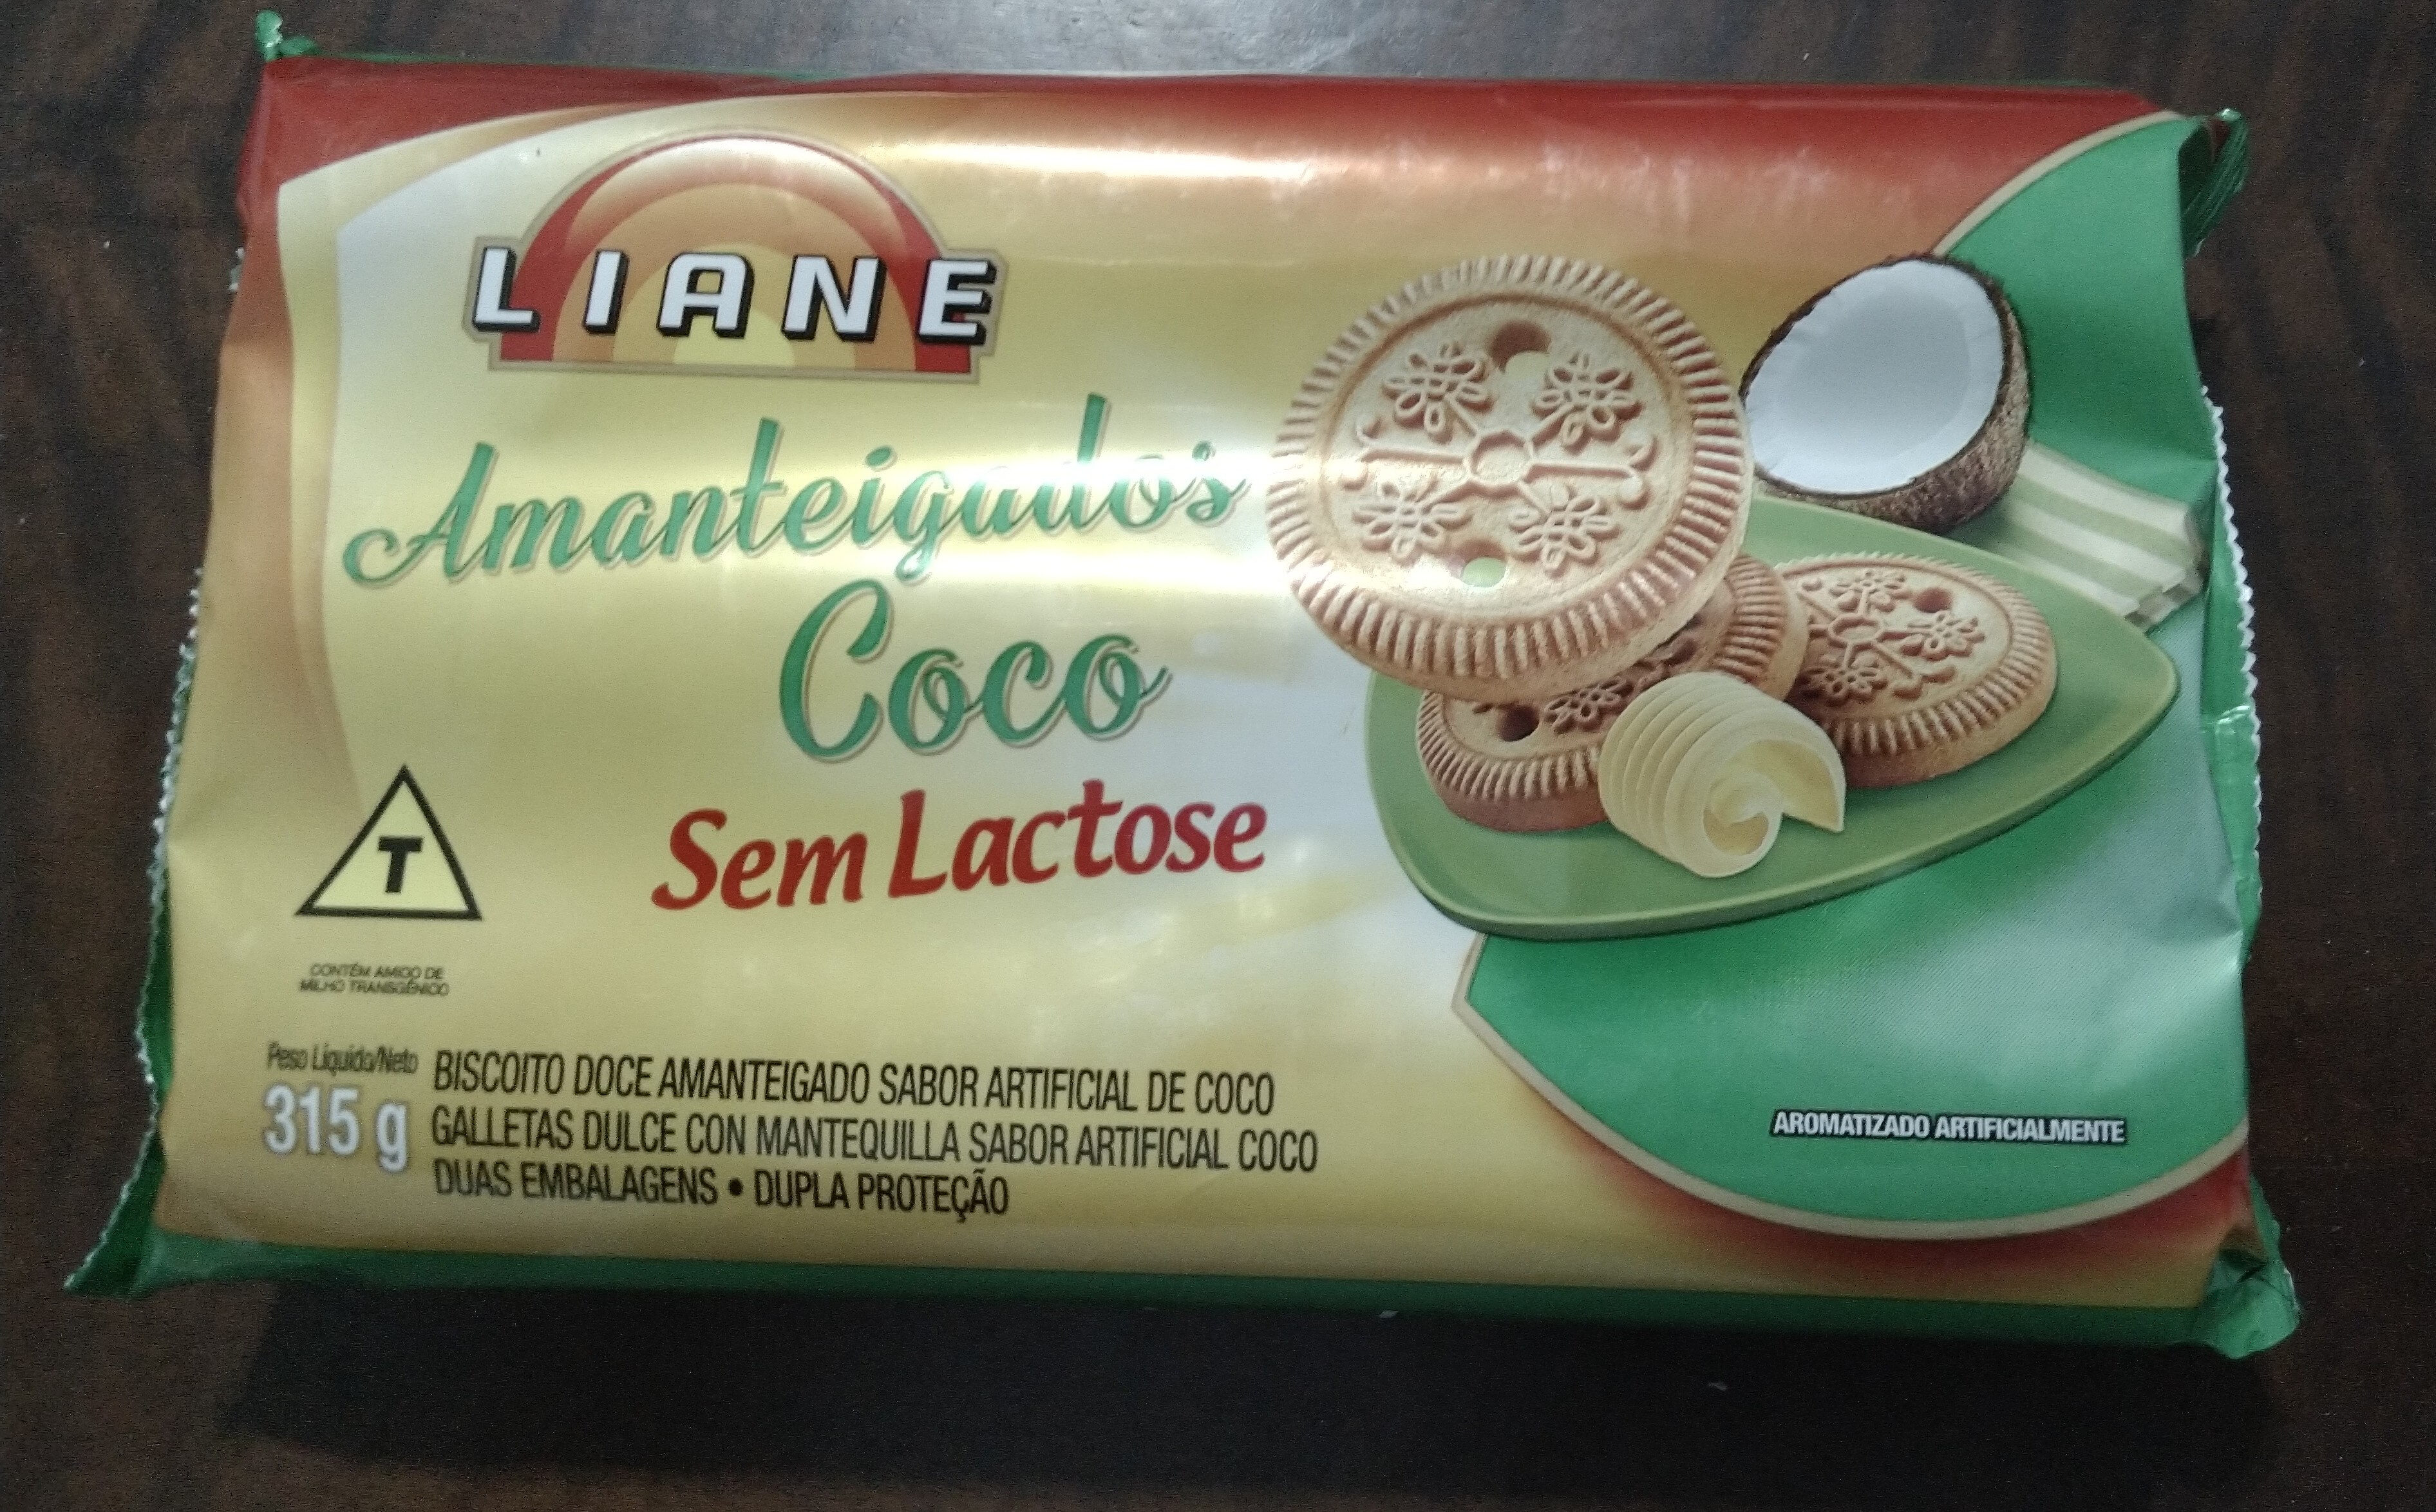 LIANE
Amanteigados
Coco
Sem Lactose
T
CONTÉM AMIDO DE
MILHO TRANSGÊNICO
Peso Líquido/Neto
315 g
BISCOITO DOCE AMANTEIGADO SABOR ARTIFICIAL DE COCO
GALLETAS DULCE CON MANTEQUILLA SABOR ARTIFICIAL COCO
DUAS EMBALAGENS • DUPLA PROTEÇÃO
AROMATIZADO ARTIFICIALMENTE